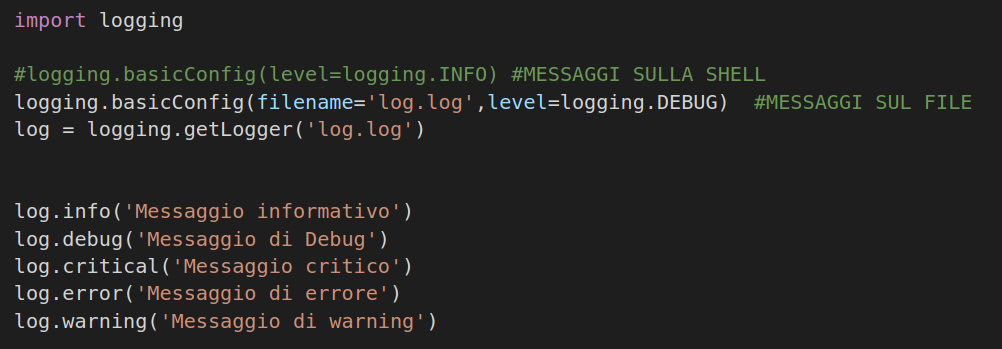 import logging
#logging.basicConfig(level=logging.INFO) #MESSAGGI SULLA SHELL
logging.basicConfig(filename='log.log',level=logging.DEBUG)  #MESSAGGI SUL FILE
log = logging.getLogger('log.log')
log.info('Messaggio informativo')
log.debug('Messaggio di Debug')
log.critical('Messaggio critico')
log.error('Messaggio di errore')
log.warning('Messaggio di warning')